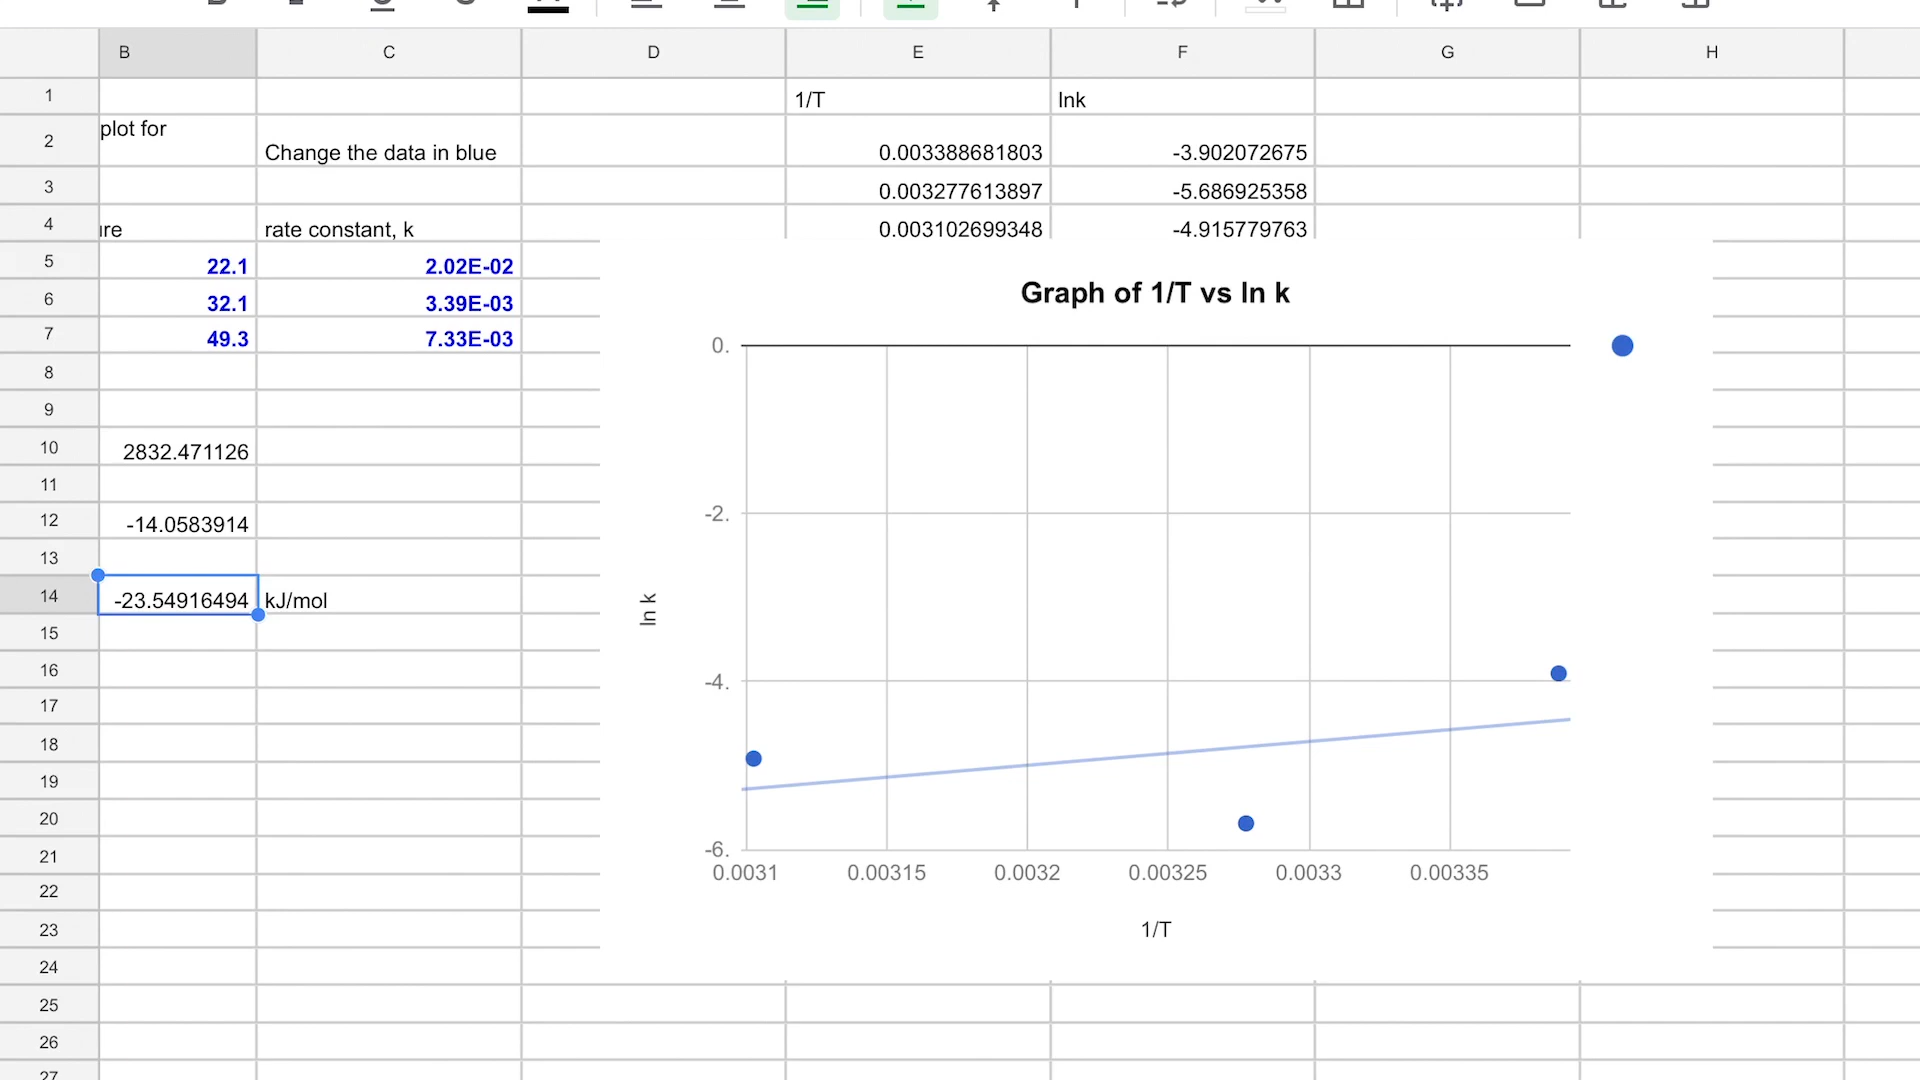 B C D E F G H
1 1/T lnk
2 plot for Change the data in blue 0.003388681803 -3.902072675
3 0.003277613897 -5.686925358
4 ure rate constant, k 0.003102699348 -4.915779763
5 22.1 2.02E-02
6 32.1 3.39E-03
7 49.3 7.33E-03
8
9
10 2832.471126
11
12 -14.0583914
13
14 -23.54916494 kJ/mol
15
16
17
18
19
20
21
22
23
24
25
26
27
Graph of 1/T vs ln k
0.
-2.
-4.
-6.
ln k
0.0031 0.00315 0.0032 0.00325 0.0033 0.00335
1/T